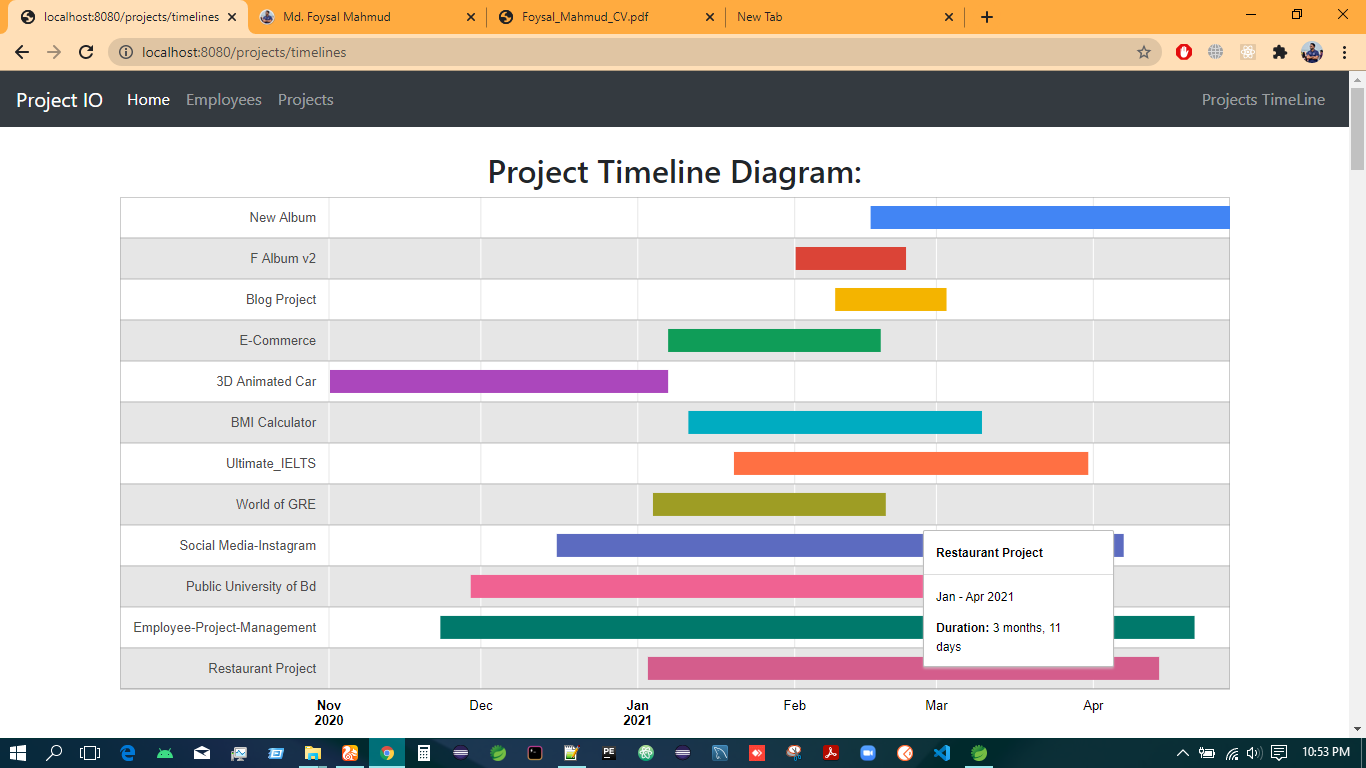 localhost:8080/projects/timelines
Md. Foysal Mahmud
Foysal_Mahmud_CV.pdf
New Tab
localhost:8080/projects/timelines
Project IO Home Employees Projects Projects TimeLine
Project Timeline Diagram:
New Album
F Album v2
Blog Project
E-Commerce
3D Animated Car
BMI Calculator
Ultimate_IELTS
World of GRE
Social Media-Instagram
Public University of Bd
Employee-Project-Management
Restaurant Project
Restaurant Project
Jan - Apr 2021
Duration: 3 months, 11
days
Nov Dec Jan Feb Mar Apr
2020 2021
PE
10:53 PM